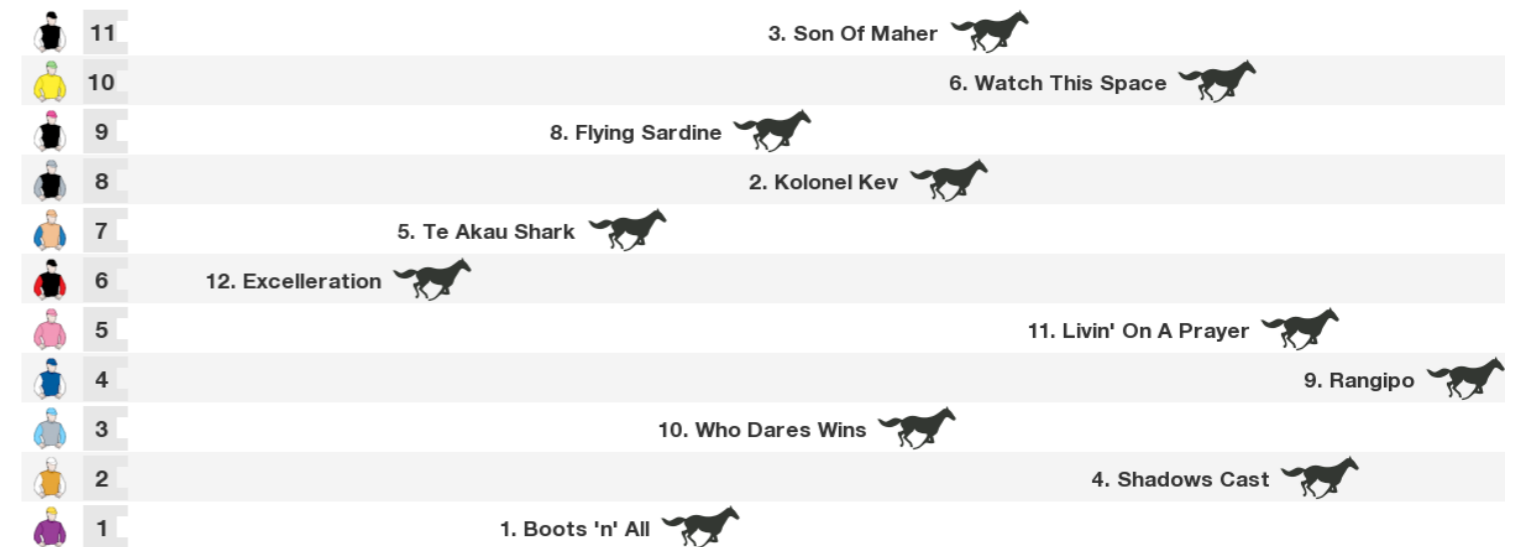 11 3. Son Of Maher
10 6. Watch This Space
9 8. Flying Sardine
8 2. Kolonel Kev
7 5. Te Akau Shark
6 12. Excelleration
5 11. Livin' On A Prayer
4 9. Rangipo
3 10. Who Dares Wins
2 4. Shadows Cast
1 1. Boots 'n' All